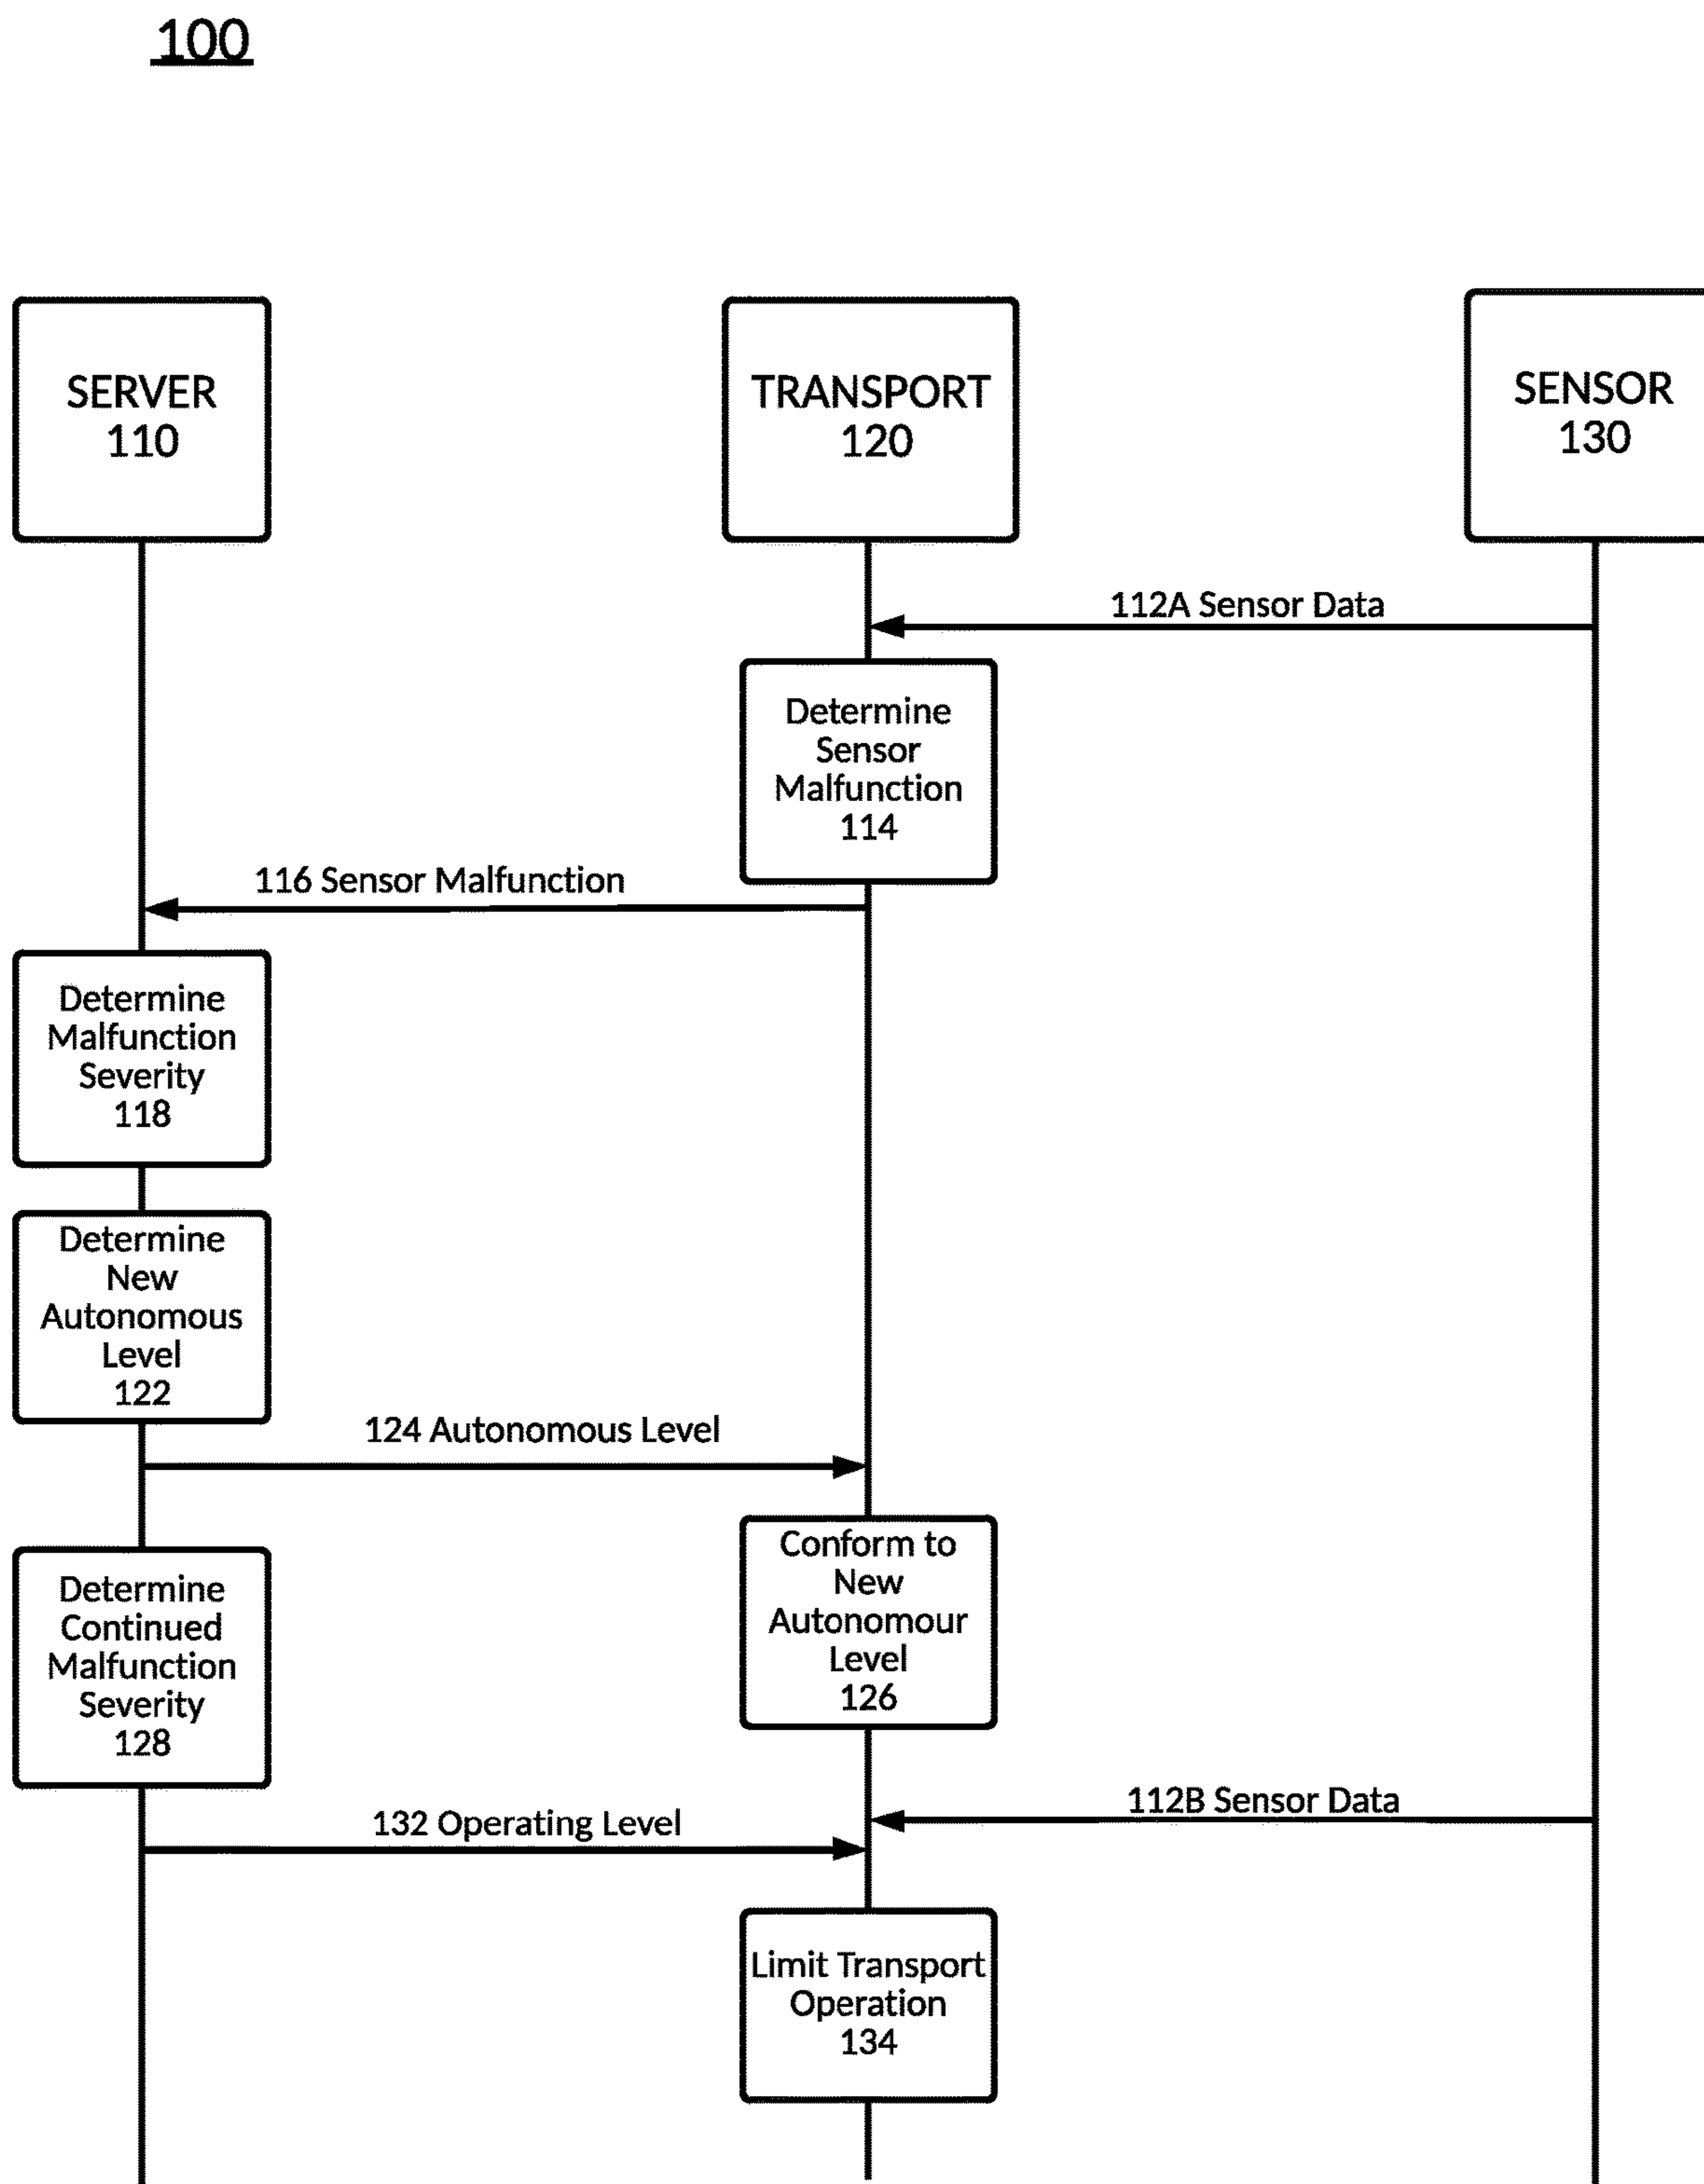 100
SERVER
110
TRANSPORT
120
SENSOR
130
112A Sensor Data
Determine
Sensor
Malfunction
114
116 Sensor Malfunction
Determine
Malfunction
Severity
118
Determine
New
Autonomous
Level
122
124 Autonomous Level
Conform to
New
Autonomour
Level
126
Determine
Continued
Malfunction
Severity
128
112B Sensor Data
132 Operating Level
Limit Transport
Operation
134